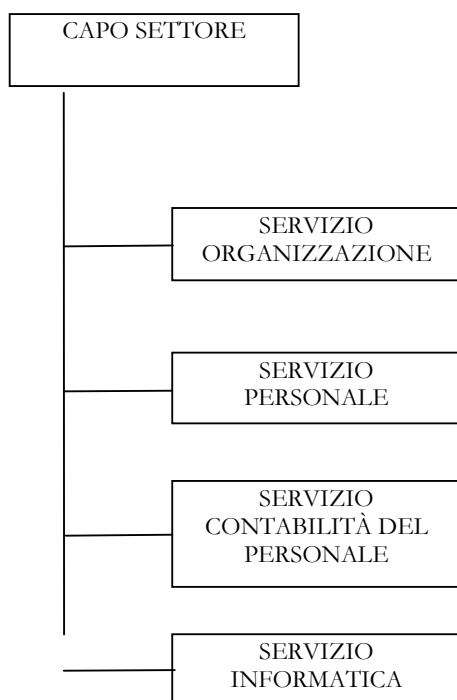 CAPO SETTORE
SERVIZIO
ORGANIZZAZIONE
SERVIZIO
PERSONALE
SERVIZIO
CONTABILITÀ DEL
PERSONALE
SERVIZIO
INFORMATICA